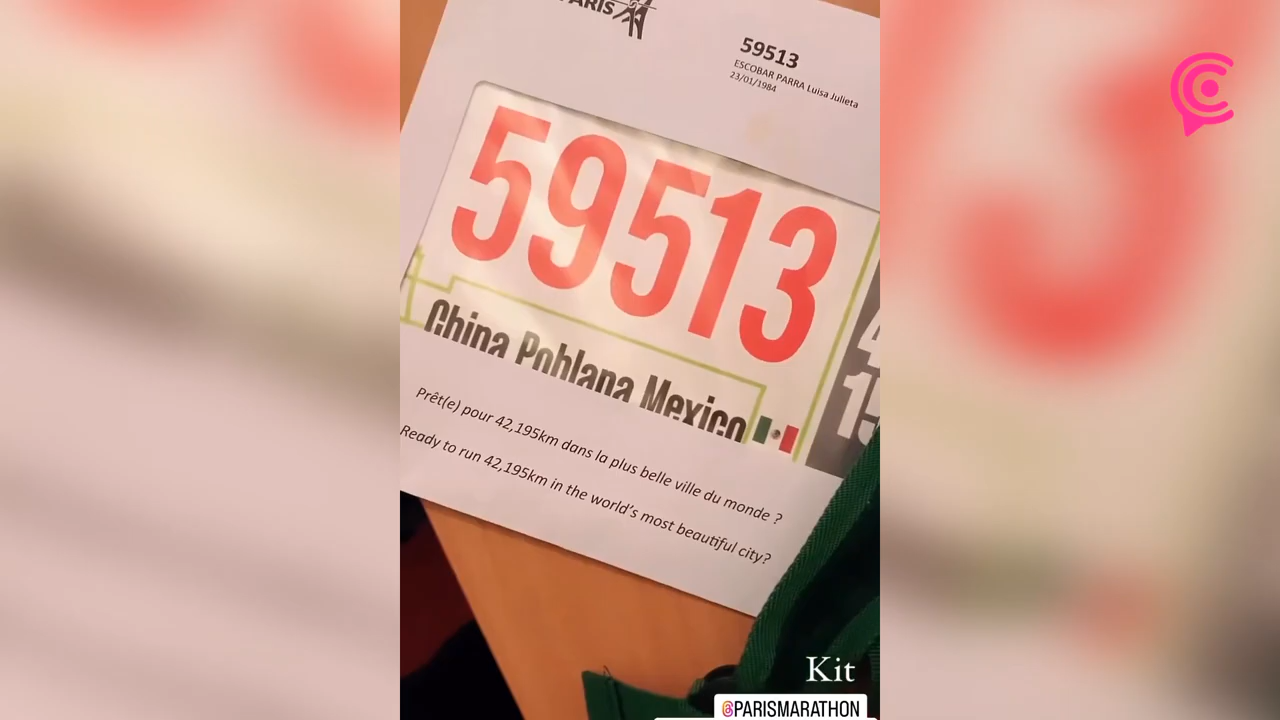 PARIS
59513
ESCOBAR PARRA Luisa Julieta
23/01/1984
59513
China Poblana Mexico
15
Prêt(e) pour 42,195km dans la plus belle ville du monde ?
Ready to run 42,195km in the world's most beautiful city?
Kit
@PARISMARATHON